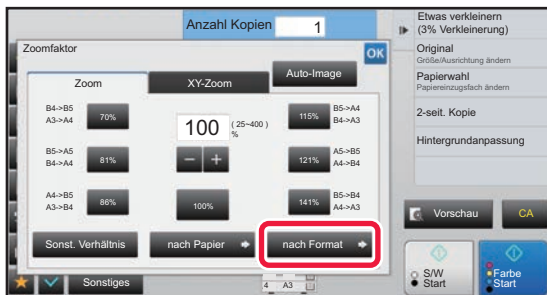 Anzahl Kopien 1
Zoomfaktor
OK
Zoom
XY-Zoom
Auto-Image
B4->B5
A3->A4
70%
100
( 25~400 )
%
115%
B5->A4
B4->A3
B5->A5
B4->A4
81%
121%
A5->B5
A4->B4
A4->B5
A3->B4
86%
100%
141%
B5->B4
A4->A3
Sonst. Verhältnis
nach Papier
nach Format
Sonstiges
4 A3
Etwas verkleinern
(3% Verkleinerung)
Original
Größe/Ausrichtung ändern
Papierwahl
Papiereinzugsfach ändern
2-seit. Kopie
Hintergrundanpassung
Vorschau
CA
S/W
Start
Farbe
Start